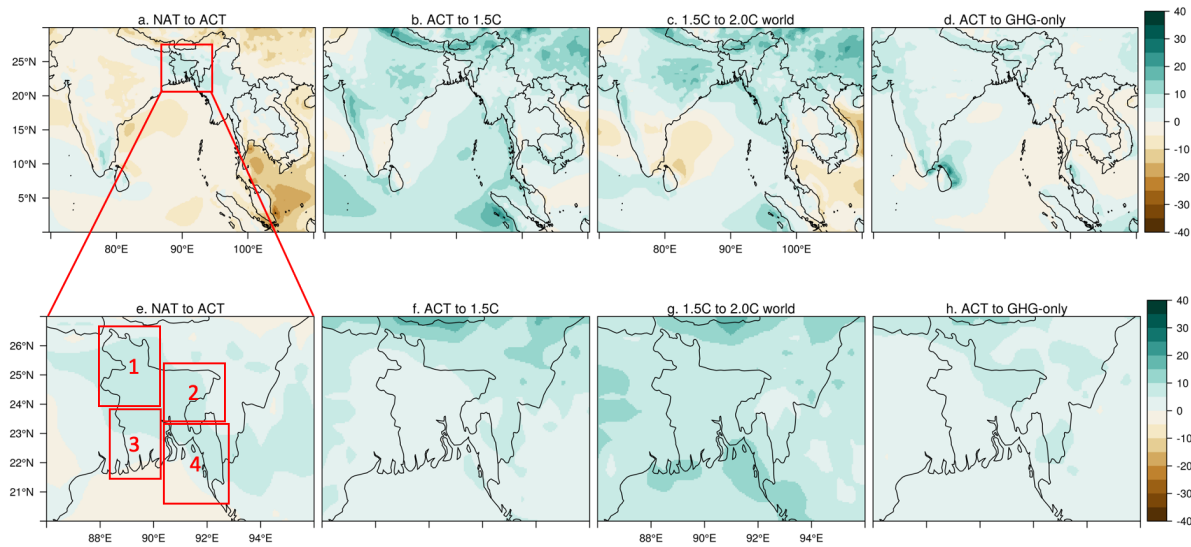 a. NAT to ACT
b. ACT to 1.5C
c. 1.5C to 2.0C world
d. ACT to GHG-only
25°N
20°N
15°N
10°N
5°N
80°E 90°E 100°E
80°E 90°E 100°E
40
30
20
10
0
-10
-20
-30
-40
e. NAT to ACT
f. ACT to 1.5C
g. 1.5C to 2.0C world
h. ACT to GHG-only
26°N
25°N
24°N
23°N
22°N
21°N
1
2
3
4
88°E 90°E 92°E 94°E
88°E 90°E 92°E 94°E
40
30
20
10
0
-10
-20
-30
-40